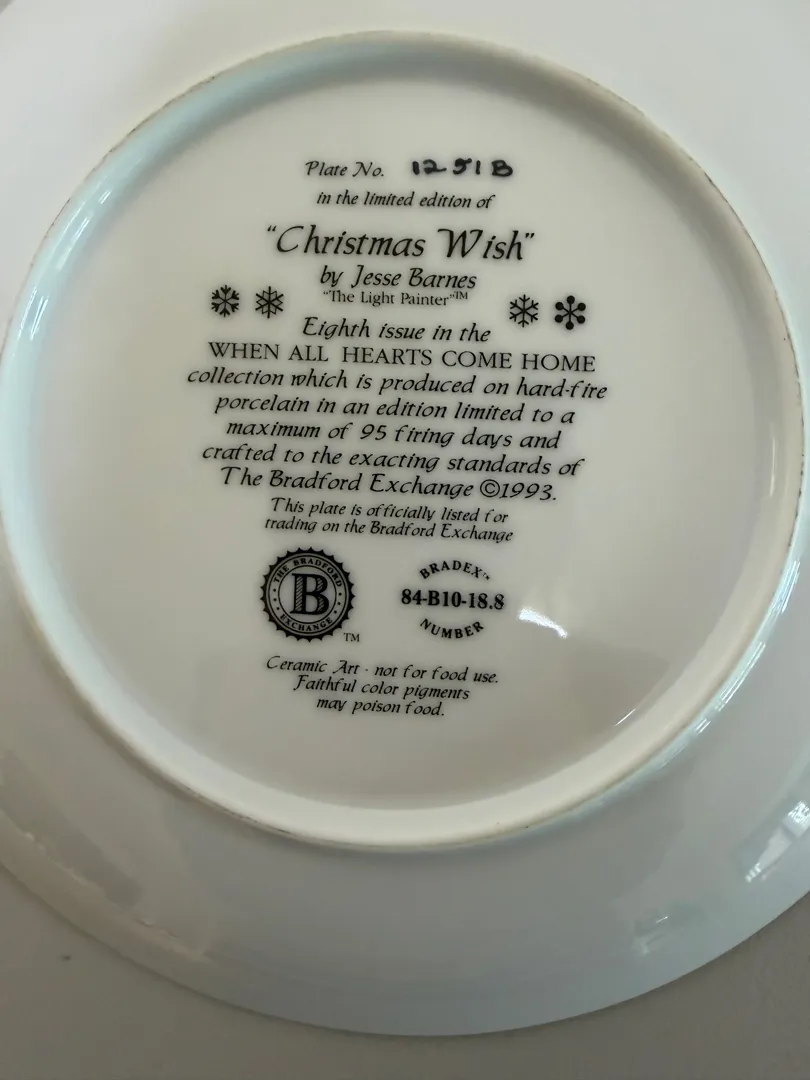 Plate No. 1251B
in the limited edition of
"Christmas Wish"
by Jesse Barnes
"The Light Painter"™
Eighth issue in the
WHEN ALL HEARTS COME HOME
collection which is produced on hard-fire
porcelain in an edition limited to a
maximum of 95 firing days and
crafted to the exacting standards of
The Bradford Exchange ©1993.
This plate is officially listed for
trading on the Bradford Exchange
THE BRADFORD
B
EXCHANGE
TM
BRADEX™
84-B10-18.8
NUMBER
Ceramic Art - not for food use.
Faithful color pigments
may poison food.